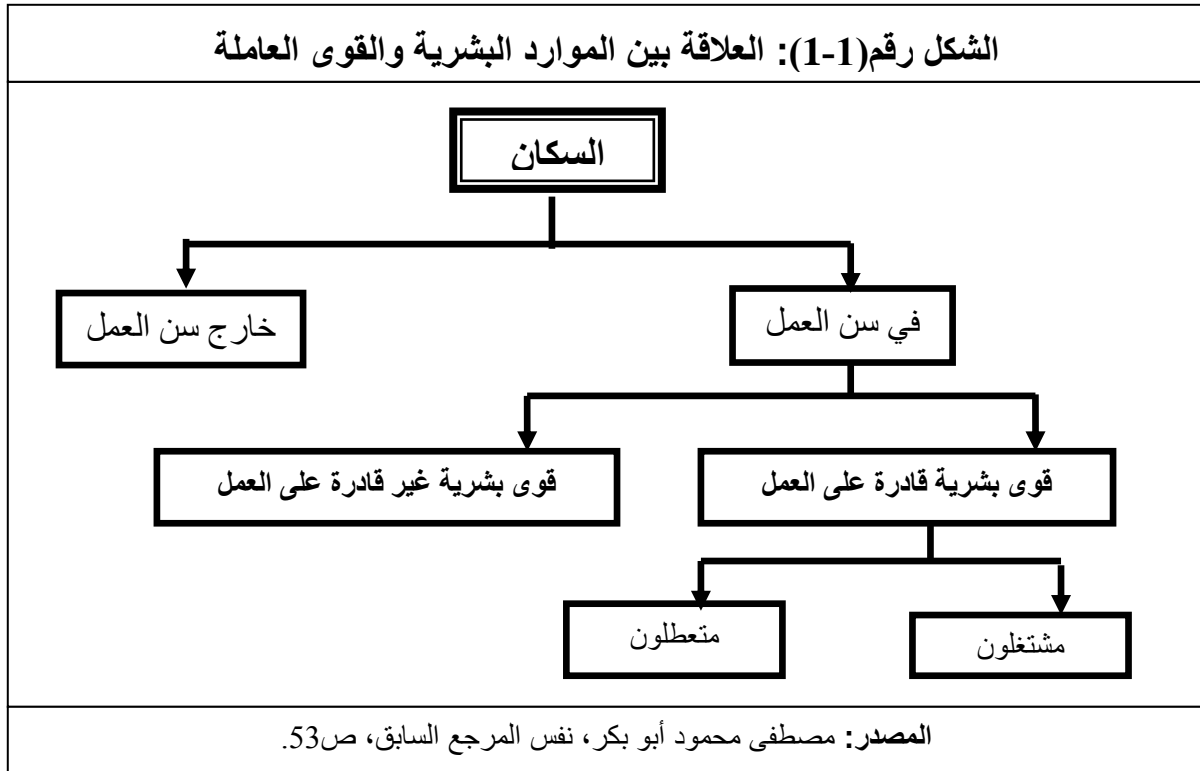 الشكل رقم(1-1): العلاقة بين الموارد البشرية والقوى العاملة
السكان
في سن العمل
خارج سن العمل
قوى بشرية قادرة على العمل
قوى بشرية غير قادرة على العمل
مشتغلون
متعطلون
المصدر: مصطفى محمود أبو بكر، نفس المرجع السابق، ص53.